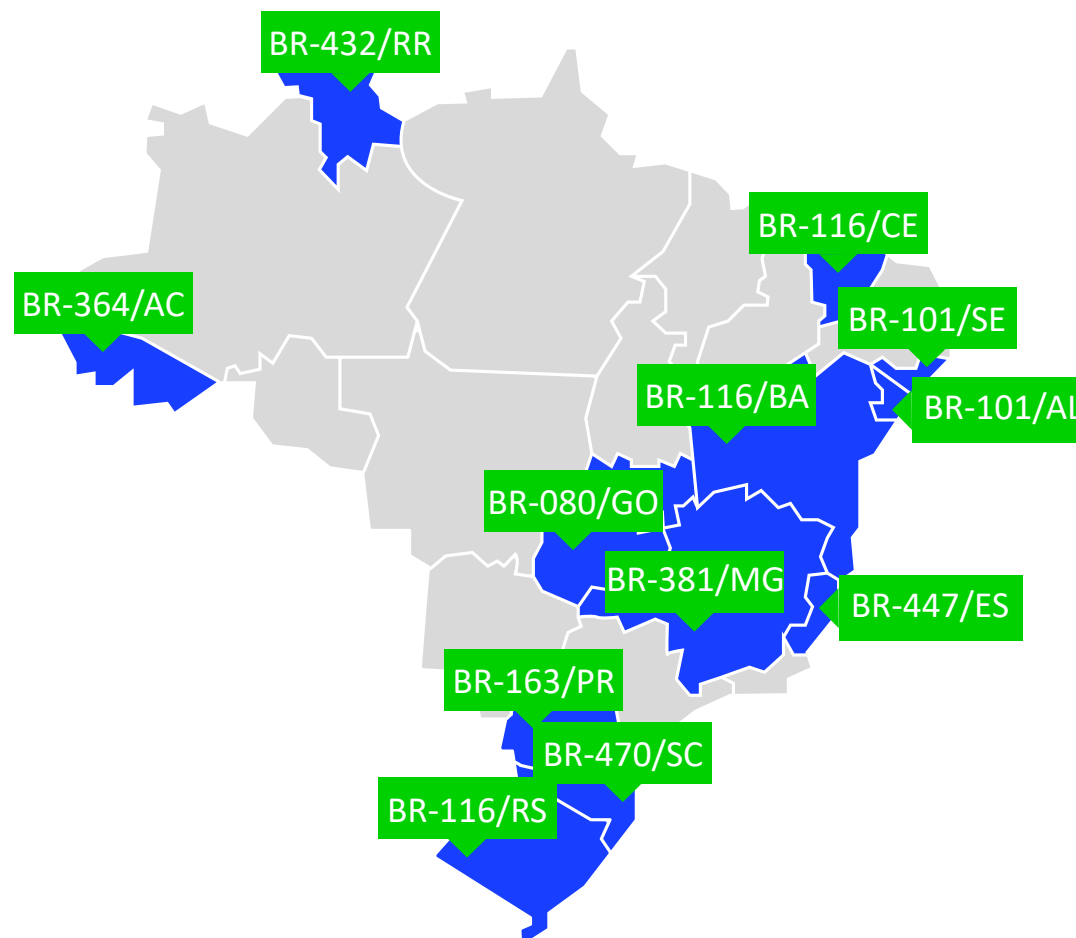 BR-432/RR
BR-116/CE
BR-364/AC
BR-101/SE
BR-116/BA
BR-101/AL
BR-080/GO
BR-381/MG
BR-447/ES
BR-163/PR
BR-470/SC
BR-116/RS